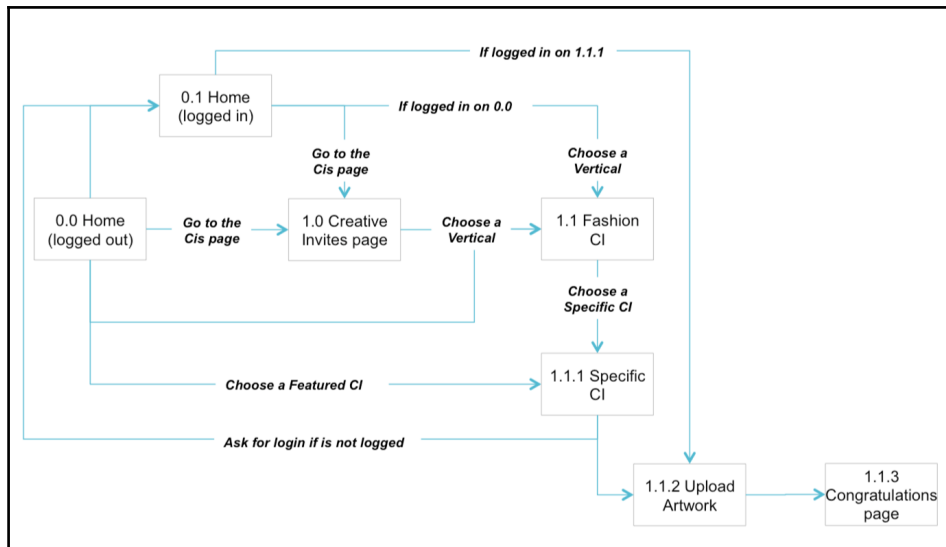 If logged in on 1.1.1
0.1 Home
(logged in)
If logged in on 0.0
Go to the
Cis page
Choose a
Vertical
0.0 Home
(logged out)
Go to the
Cis page
1.0 Creative
Invites page
Choose a
Vertical
1.1 Fashion
CI
Choose a
Specific CI
Choose a Featured CI
1.1.1 Specific
CI
Ask for login if is not logged
1.1.2 Upload
Artwork
1.1.3
Congratulations
page